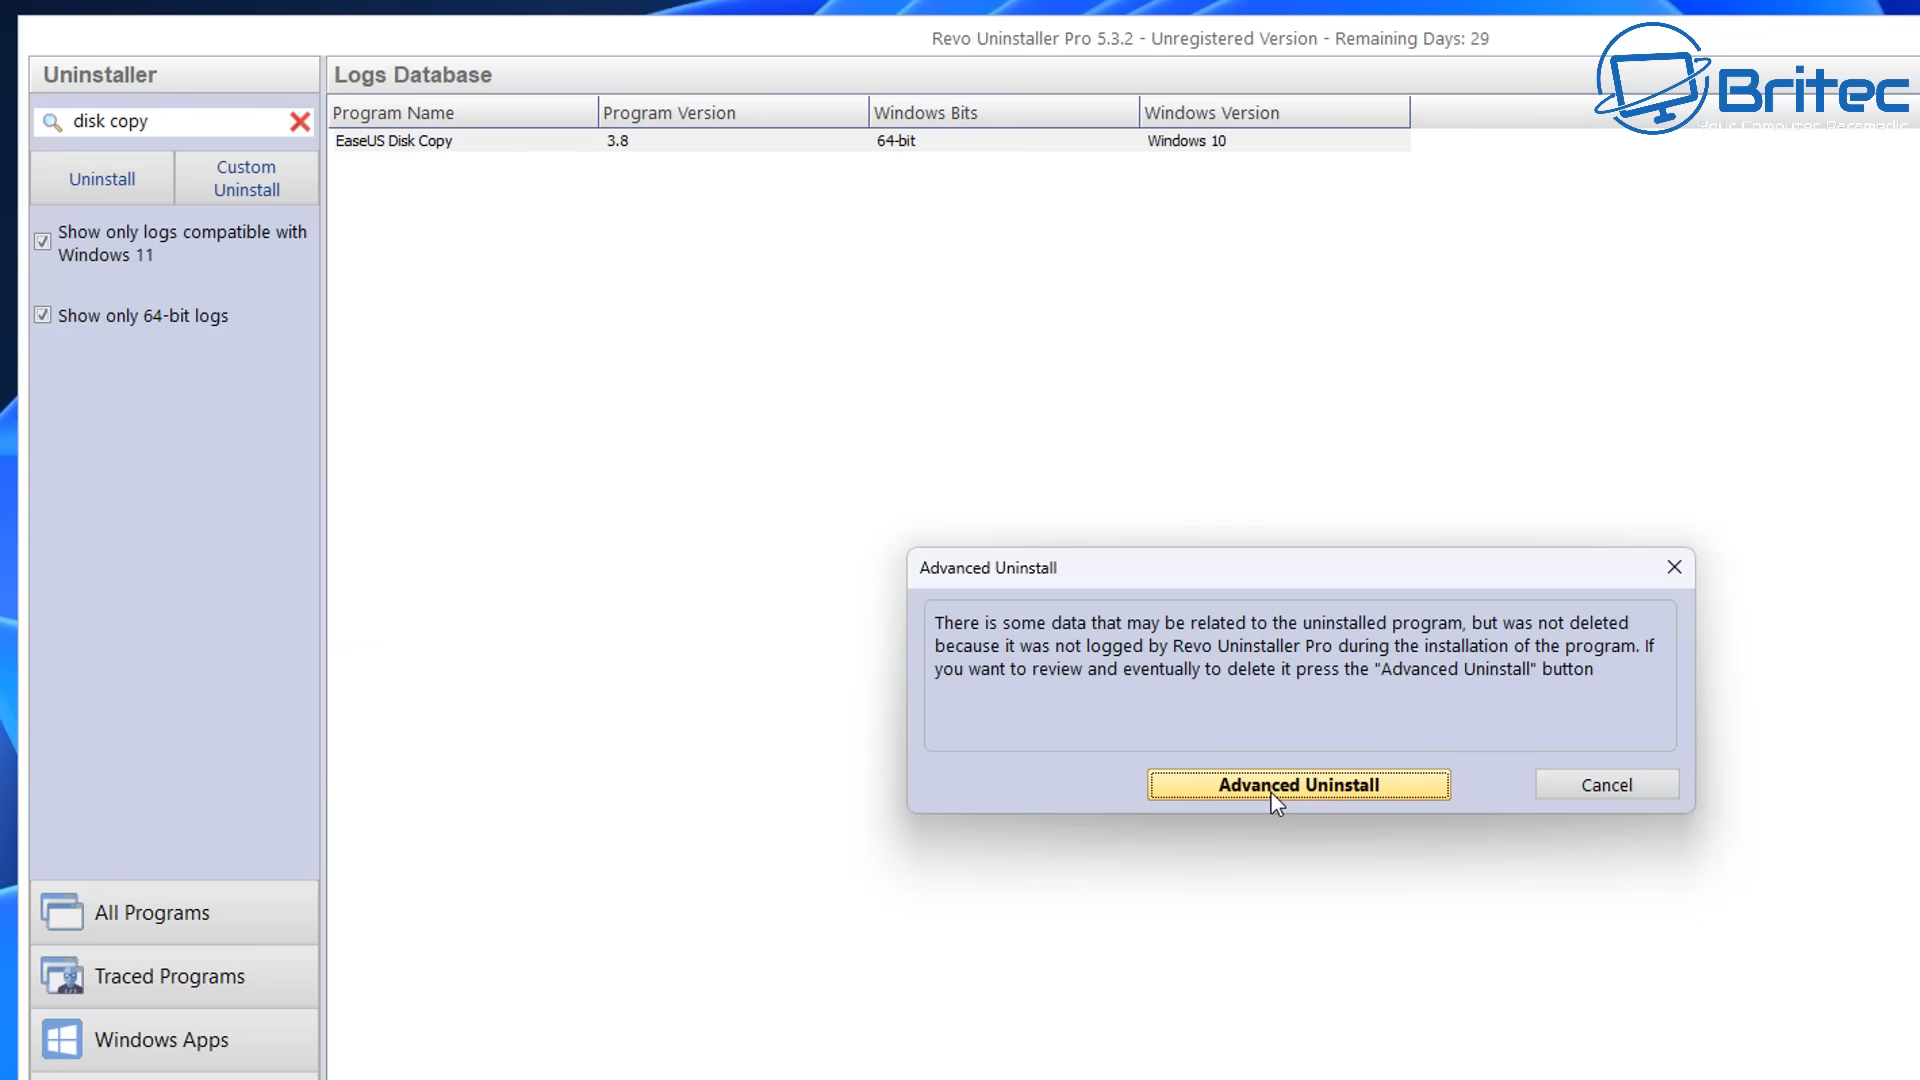 Revo Uninstaller Pro 5.3.2 - Unregistered Version - Remaining Days: 29
Britec
Your Computer Paramedic
Uninstaller
Logs Database
disk copy
Program Name Program Version Windows Bits Windows Version
EaseUS Disk Copy 3.8 64-bit Windows 10
Uninstall
Custom
Uninstall
Show only logs compatible with
Windows 11
Show only 64-bit logs
Advanced Uninstall
There is some data that may be related to the uninstalled program, but was not deleted
because it was not logged by Revo Uninstaller Pro during the installation of the program. If
you want to review and eventually to delete it press the "Advanced Uninstall" button
Advanced Uninstall
Cancel
All Programs
Traced Programs
Windows Apps